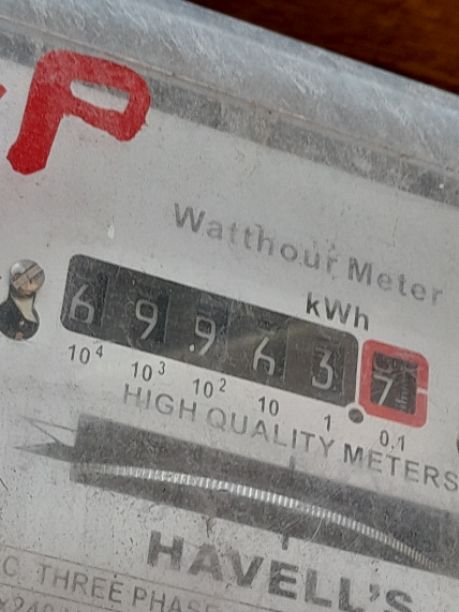 P
Watthour Meter
kWh
6 9 9 6 3 7
10⁴ 10³ 10² 10 1 0.1
HIGH QUALITY METERS
HAVELL'S
C THREE PHASE